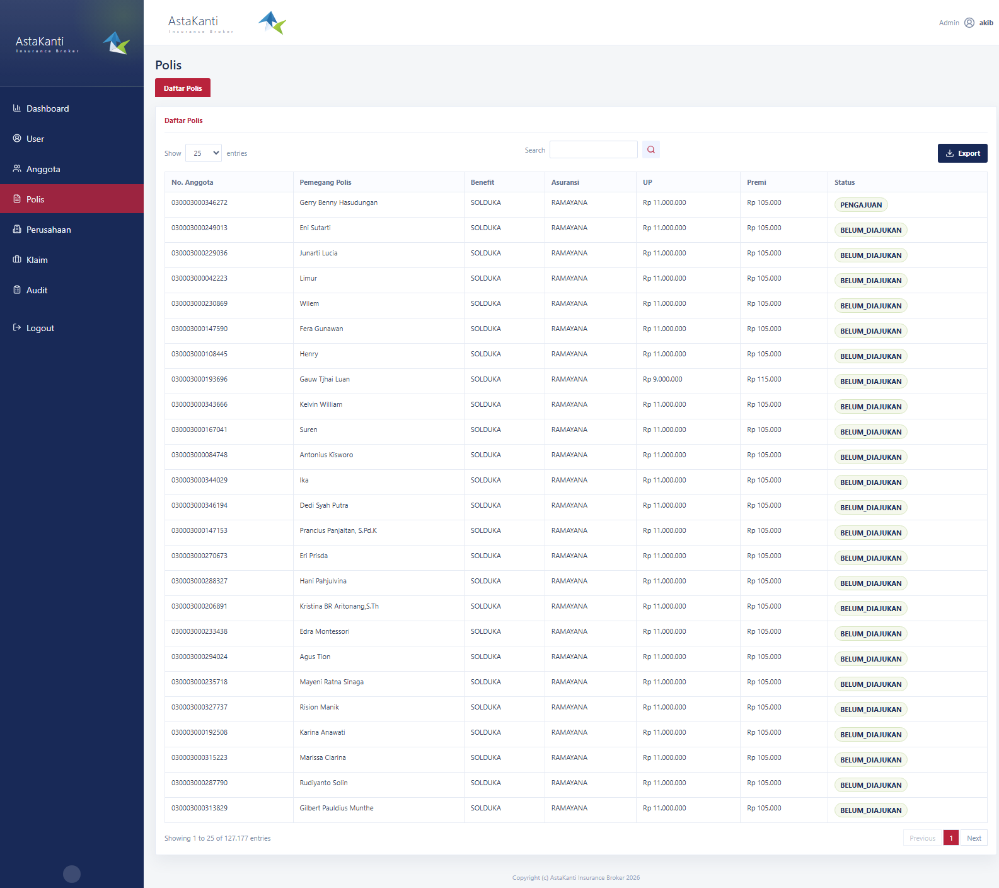 AstaKanti
Insurance Broker
Dashboard
User
Anggota
Polis
Perusahaan
Klaim
Audit
Logout
AstaKanti
Insurance Broker
Admin akib
Polis
Daftar Polis
Daftar Polis
Show 25 entries
Search
Export
No. Anggota Pemegang Polis Benefit Asuransi UP Premi Status
030003000346272 Gerry Benny Hasudungan SOLDUKA RAMAYANA Rp 11.000.000 Rp 105.000 PENGAJUAN
030003000249013 Eni Sutarti SOLDUKA RAMAYANA Rp 11.000.000 Rp 105.000 BELUM_DIAJUKAN
030003000229036 Junarti Lucia SOLDUKA RAMAYANA Rp 11.000.000 Rp 105.000 BELUM_DIAJUKAN
030003000042223 Limur SOLDUKA RAMAYANA Rp 11.000.000 Rp 105.000 BELUM_DIAJUKAN
030003000230869 Wilem SOLDUKA RAMAYANA Rp 11.000.000 Rp 105.000 BELUM_DIAJUKAN
030003000147590 Fera Gunawan SOLDUKA RAMAYANA Rp 11.000.000 Rp 105.000 BELUM_DIAJUKAN
030003000108445 Henry SOLDUKA RAMAYANA Rp 11.000.000 Rp 105.000 BELUM_DIAJUKAN
030003000193696 Gauw Tjhai Luan SOLDUKA RAMAYANA Rp 9.000.000 Rp 115.000 BELUM_DIAJUKAN
030003000343666 Kelvin William SOLDUKA RAMAYANA Rp 11.000.000 Rp 105.000 BELUM_DIAJUKAN
030003000167041 Suren SOLDUKA RAMAYANA Rp 11.000.000 Rp 105.000 BELUM_DIAJUKAN
030003000084748 Antonius Kisworo SOLDUKA RAMAYANA Rp 11.000.000 Rp 105.000 BELUM_DIAJUKAN
030003000344029 Ika SOLDUKA RAMAYANA Rp 11.000.000 Rp 105.000 BELUM_DIAJUKAN
030003000346194 Dedi Syah Putra SOLDUKA RAMAYANA Rp 11.000.000 Rp 105.000 BELUM_DIAJUKAN
030003000147153 Prancius Panjaitan, S.Pd.K SOLDUKA RAMAYANA Rp 11.000.000 Rp 105.000 BELUM_DIAJUKAN
030003000270673 Eri Prisda SOLDUKA RAMAYANA Rp 11.000.000 Rp 105.000 BELUM_DIAJUKAN
030003000288327 Hani Pahjulvina SOLDUKA RAMAYANA Rp 11.000.000 Rp 105.000 BELUM_DIAJUKAN
030003000206891 Kristina BR Aritonang,S.Th SOLDUKA RAMAYANA Rp 11.000.000 Rp 105.000 BELUM_DIAJUKAN
030003000233438 Edra Montessori SOLDUKA RAMAYANA Rp 11.000.000 Rp 105.000 BELUM_DIAJUKAN
030003000294024 Agus Tion SOLDUKA RAMAYANA Rp 11.000.000 Rp 105.000 BELUM_DIAJUKAN
030003000235718 Mayeni Ratna Sinaga SOLDUKA RAMAYANA Rp 11.000.000 Rp 105.000 BELUM_DIAJUKAN
030003000327737 Rision Manik SOLDUKA RAMAYANA Rp 11.000.000 Rp 105.000 BELUM_DIAJUKAN
030003000192508 Karina Anawati SOLDUKA RAMAYANA Rp 11.000.000 Rp 105.000 BELUM_DIAJUKAN
030003000315223 Marissa Clarina SOLDUKA RAMAYANA Rp 11.000.000 Rp 105.000 BELUM_DIAJUKAN
030003000287790 Rudiyanto Solin SOLDUKA RAMAYANA Rp 11.000.000 Rp 105.000 BELUM_DIAJUKAN
030003000313829 Gilbert Pauldius Munthe SOLDUKA RAMAYANA Rp 11.000.000 Rp 105.000 BELUM_DIAJUKAN
Showing 1 to 25 of 127.177 entries
Previous 1 Next
Copyright (c) AstaKanti Insurance Broker 2026